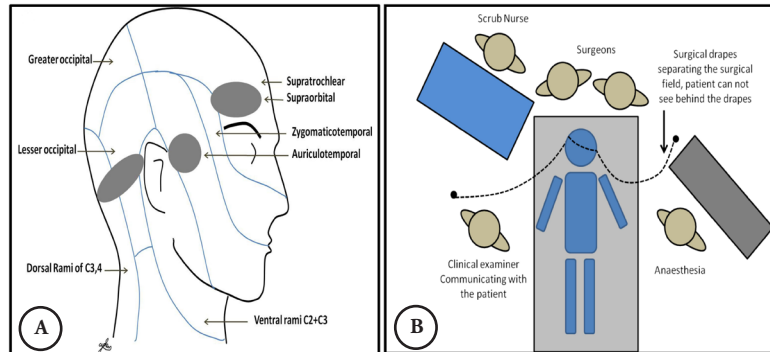 Greater occipital
Supratrochlear
Supraorbital
Zygomaticotemporal
Lesser occipital
Auriculotemporal
Dorsal Rami of C3,4
Ventral rami C2+C3
A
Scrub Nurse
Surgeons
Surgical drapes
separating the surgical
field, patient can not
see behind the drapes
Clinical examiner
Communicating with
the patient
Anaesthesia
B